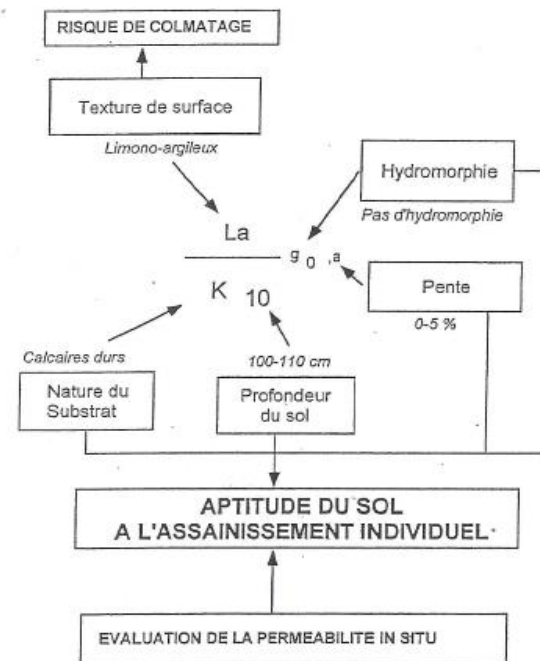 RISQUE DE COLMATAGE
Texture de surface
Limono-argileux
Hydromorphie
Pas d'hydromorphie
La
g 0 ,a
K 10
Pente
0-5 %
Calcaires durs
100-110 cm
Nature du
Substrat
Profondeur
du sol
APTITUDE DU SOL
A L'ASSAINISSEMENT INDIVIDUEL
EVALUATION DE LA PERMEABILITE IN SITU